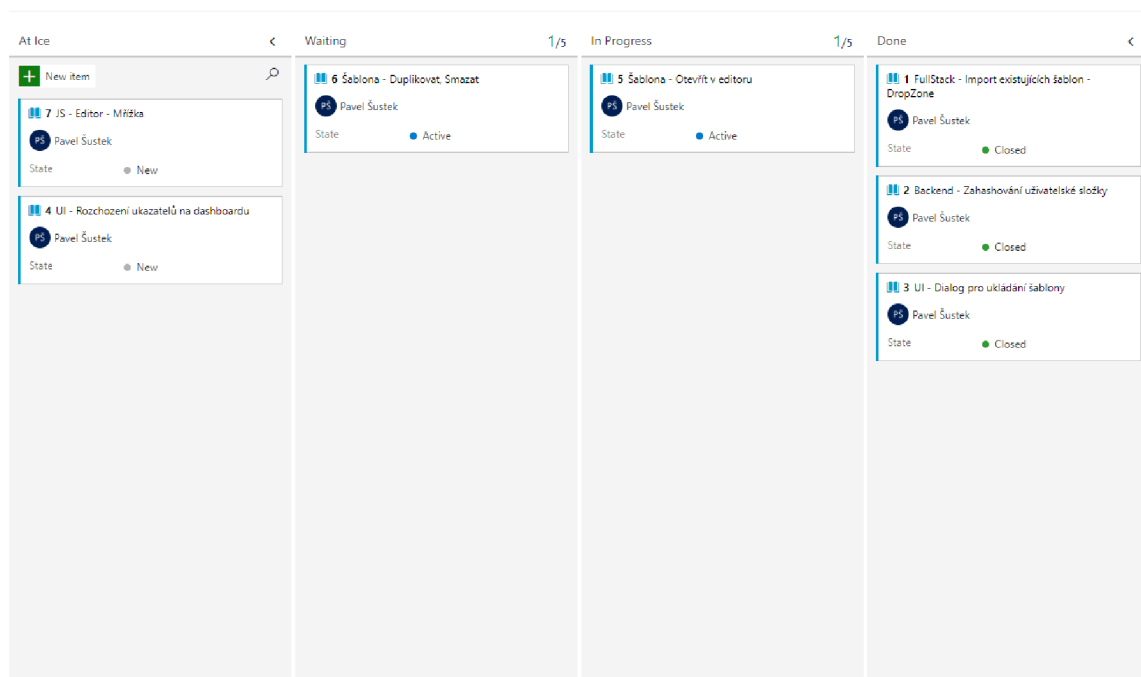 At Ice
New item
7 JS - Editor - Mřížka
PŠ Pavel Šustek
State New
4 UI - Rozchození ukazatelů na dashboardu
PŠ Pavel Šustek
State New
Waiting 1/5
6 Šablona - Duplikovat, Smazat
PŠ Pavel Šustek
State Active
In Progress 1/5
5 Šablona - Otevřít v editoru
PŠ Pavel Šustek
State Active
Done
1 FullStack - Import existujících šablon -
DropZone
PŠ Pavel Šustek
State Closed
2 Backend - Zahashování uživatelské složky
PŠ Pavel Šustek
State Closed
3 UI - Dialog pro ukládání šablony
PŠ Pavel Šustek
State Closed